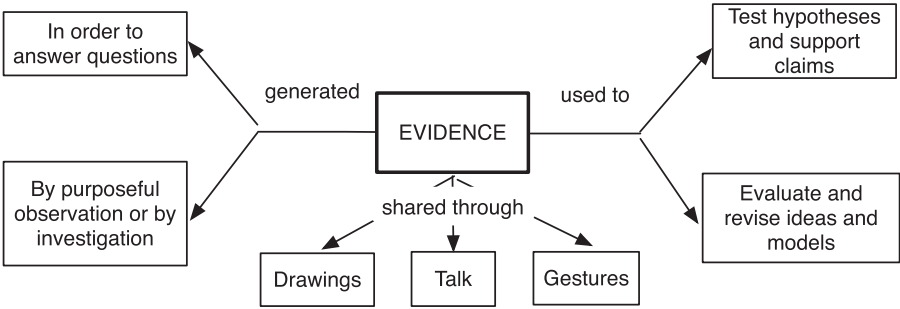 In order to
answer questions
generated
By purposeful
observation or by
investigation
EVIDENCE
used to
Test hypotheses
and support
claims
Evaluate and
revise ideas and
models
shared through
Drawings
Talk
Gestures